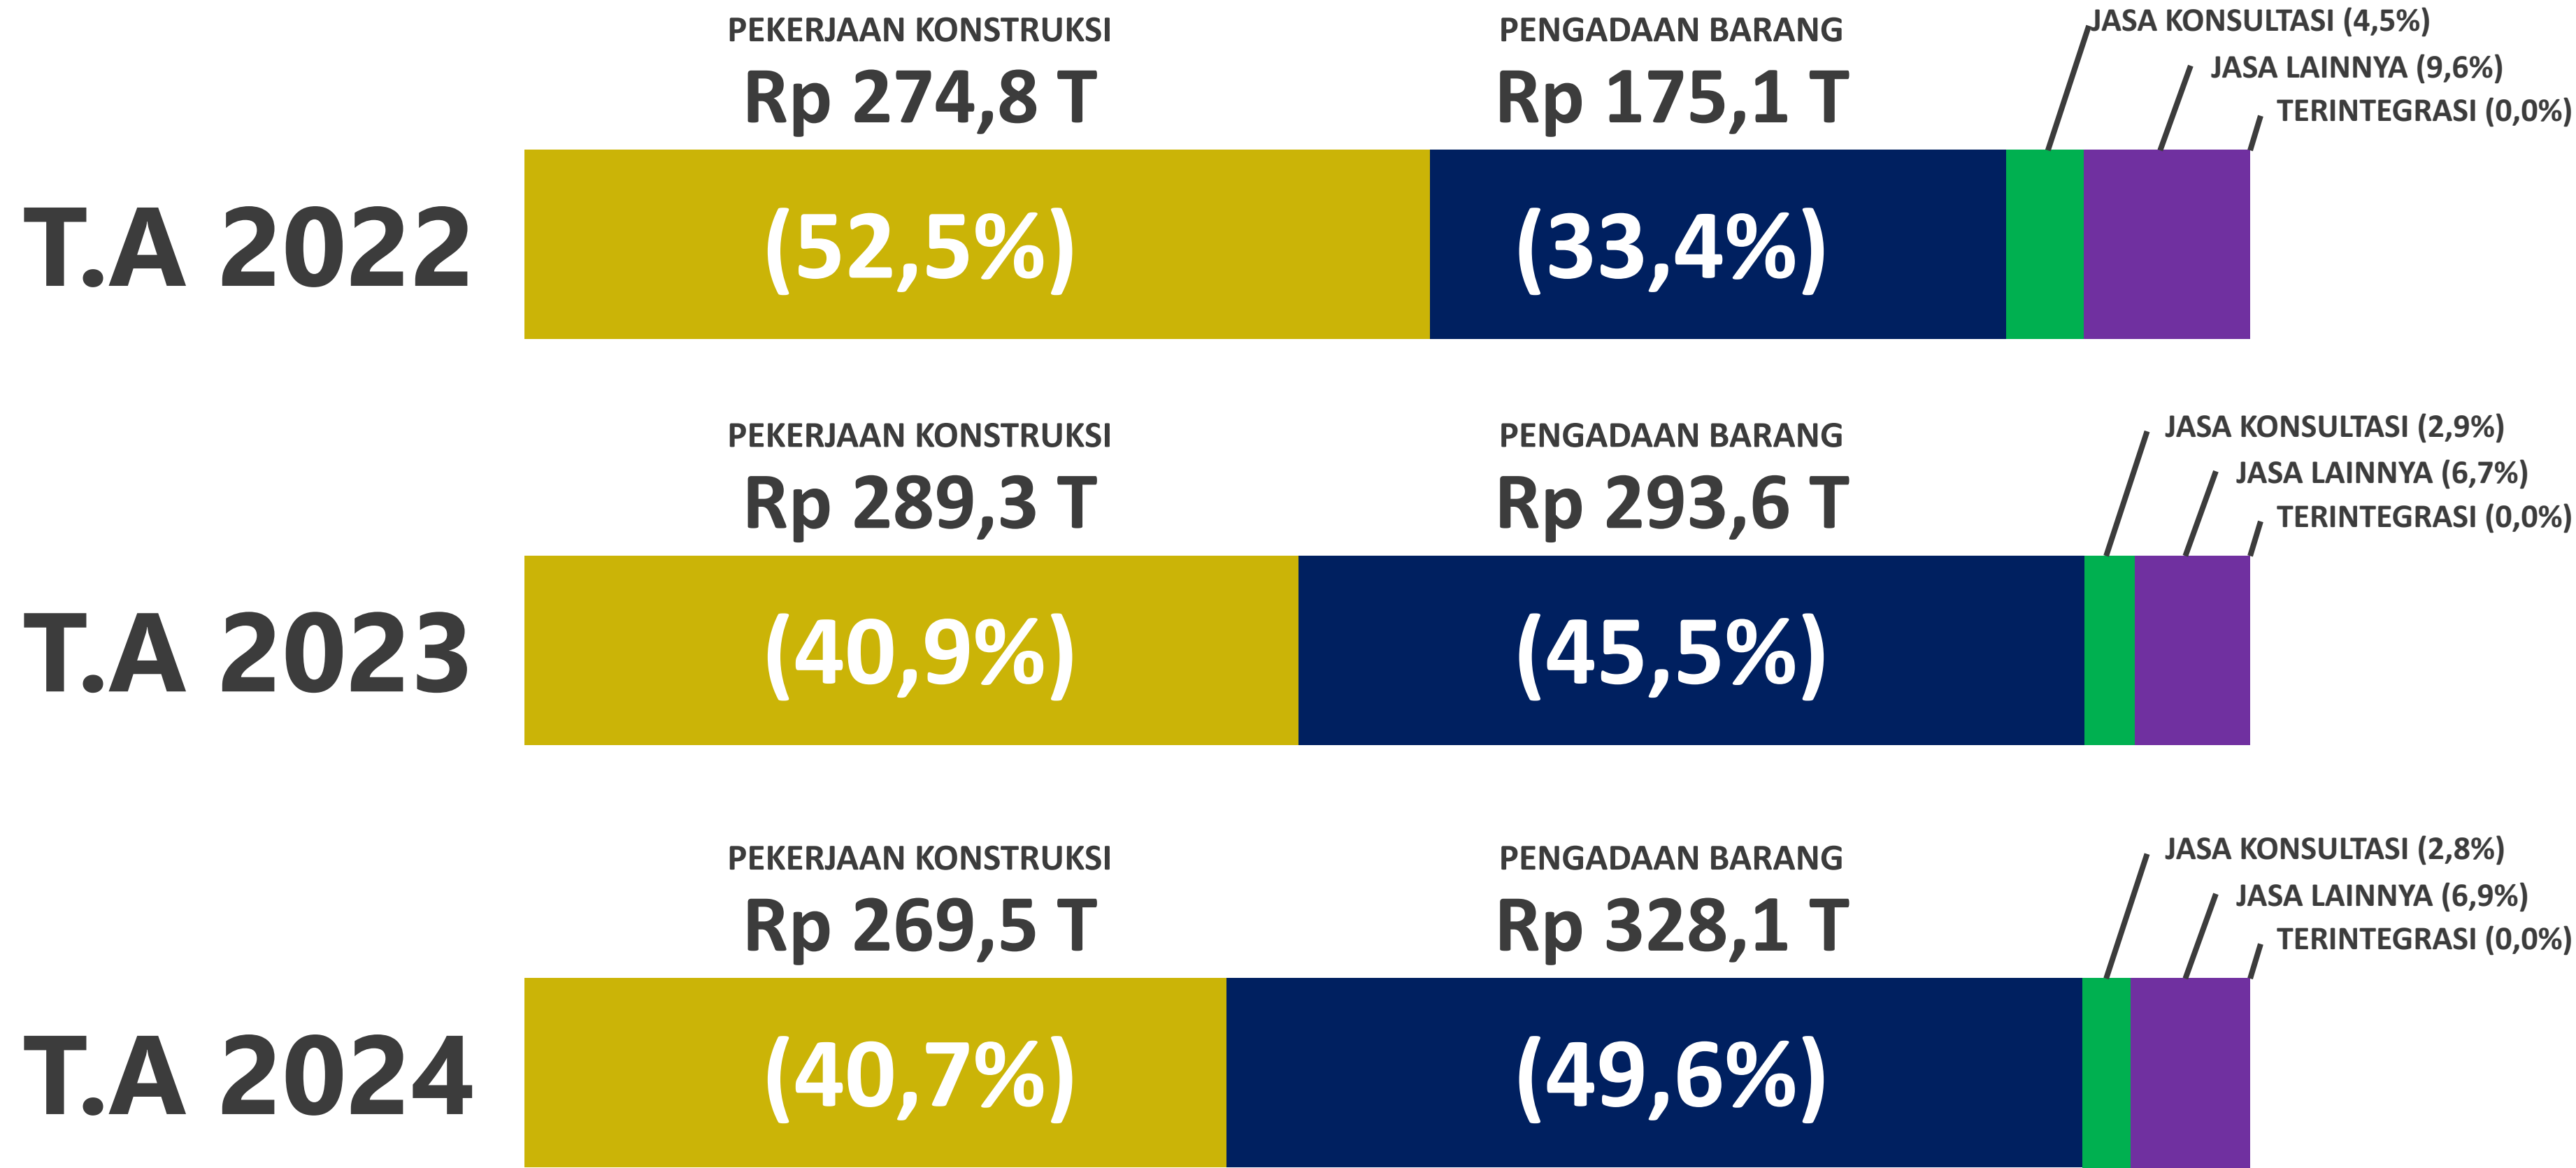 PEKERJAAN KONSTRUKSI
Rp 274,8 T
PENGADAAN BARANG
Rp 175,1 T
JASA KONSULTASI (4,5%)
JASA LAINNYA (9,6%)
TERINTEGRASI (0,0%)
T.A 2022
(52,5%)
(33,4%)
PEKERJAAN KONSTRUKSI
Rp 289,3 T
PENGADAAN BARANG
Rp 293,6 T
JASA KONSULTASI (2,9%)
JASA LAINNYA (6,7%)
TERINTEGRASI (0,0%)
T.A 2023
(40,9%)
(45,5%)
PEKERJAAN KONSTRUKSI
Rp 269,5 T
PENGADAAN BARANG
Rp 328,1 T
JASA KONSULTASI (2,8%)
JASA LAINNYA (6,9%)
TERINTEGRASI (0,0%)
T.A 2024
(40,7%)
(49,6%)